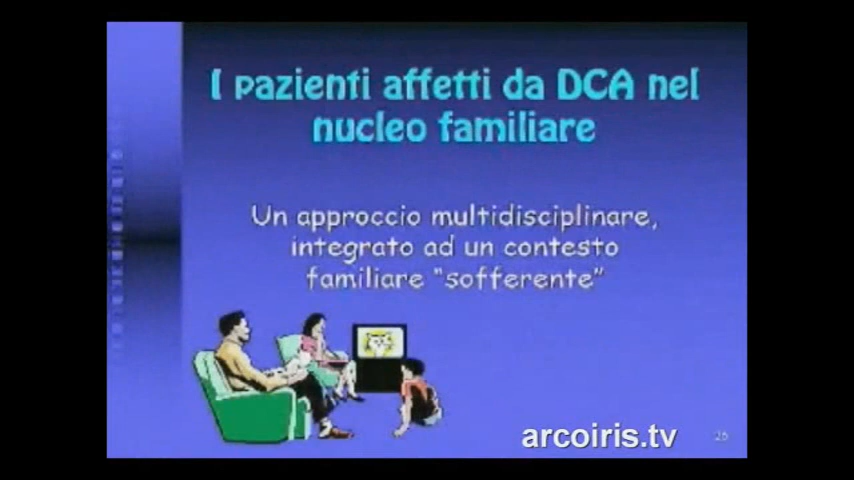 I pazienti affetti da DCA nel
nucleo familiare
Un approccio multidisciplinare,
integrato ad un contesto
familiare "sofferente"
arcoiris.tv
26